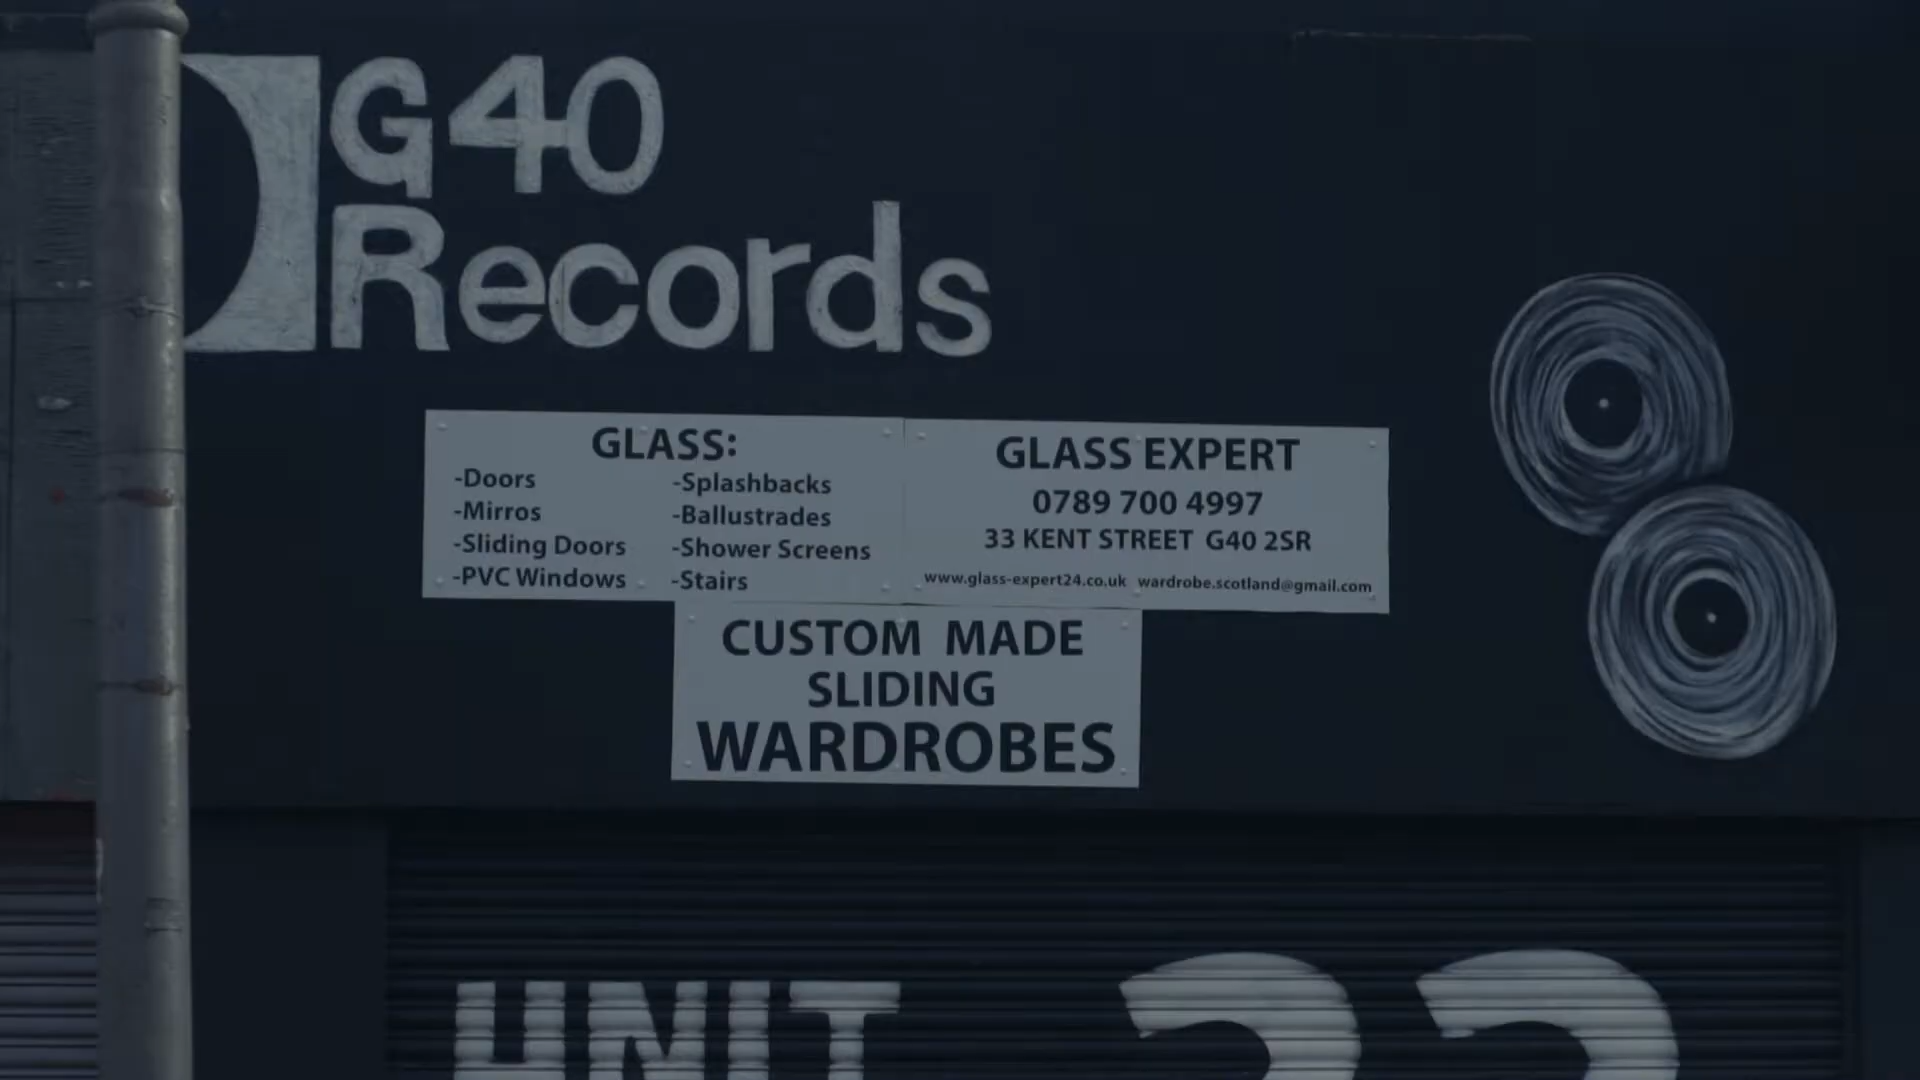 G40
Records
GLASS:
-Doors
-Mirros
-Sliding Doors
-PVC Windows
-Splashbacks
-Ballustrades
-Shower Screens
-Stairs
GLASS EXPERT
0789 700 4997
33 KENT STREET G40 2SR
www.glass-expert24.co.uk wardrobe.scotland@gmail.com
CUSTOM MADE
SLIDING
WARDROBES
UNIT